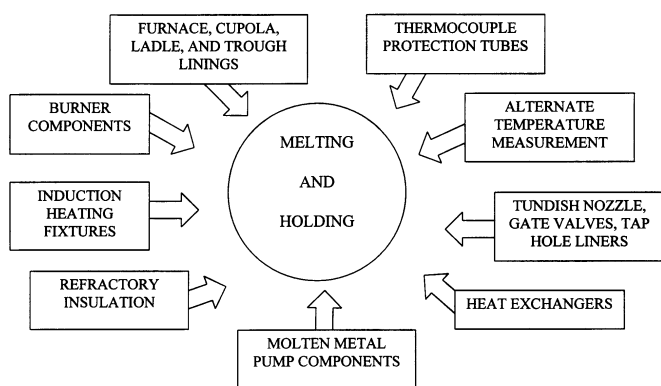 FURNACE, CUPOLA,
LADLE, AND TROUGH
LININGS
THERMOCOUPLE
PROTECTION TUBES
BURNER
COMPONENTS
ALTERNATE
TEMPERATURE
MEASUREMENT
MELTING
AND
HOLDING
INDUCTION
HEATING
FIXTURES
TUNDISH NOZZLE,
GATE VALVES, TAP
HOLE LINERS
REFRACTORY
INSULATION
HEAT EXCHANGERS
MOLTEN METAL
PUMP COMPONENTS